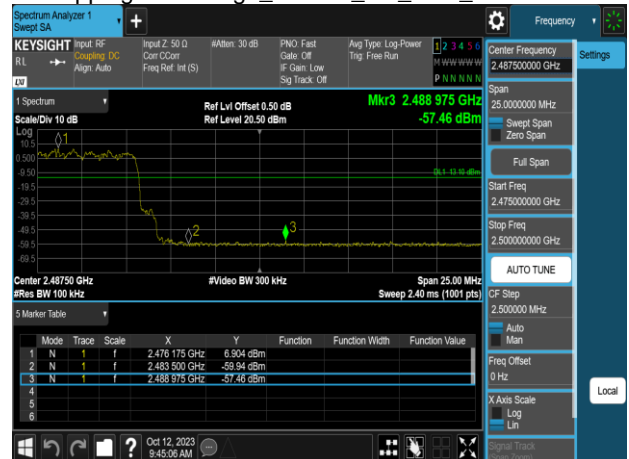 Spectrum Analyzer 1
Swept SA
Frequency
KEYSIGHT
RL
LXI
Input: RF
Coupling: DC
Align: Auto
Input Z: 50 Ω
Corr CCorr
Freq Ref: Int (S)
#Atten: 30 dB
PNO: Fast
Gate: Off
IF Gain: Low
Sig Track: Off
Avg Type: Log-Power
Trig: Free Run
1 2 3 4 5 6
M W W W W W
P N N N N N
Center Frequency
2.487500000 GHz
Settings
Span
25.0000000 MHz
Swept Span
Zero Span
Full Span
Start Freq
2.475000000 GHz
Stop Freq
2.500000000 GHz
AUTO TUNE
CF Step
2.500000 MHz
Auto
Man
Freq Offset
0 Hz
X Axis Scale
Log
Lin
Signal Track
Local
1 Spectrum
Scale/Div 10 dB
Log
Ref Lvl Offset 0.50 dB
Ref Level 20.50 dBm
Mkr3 2.488 975 GHz
-57.46 dBm
10.5
0.500
-9.50
-19.5
-29.5
-39.5
-49.5
-59.5
-69.5
1
2
3
DL1 -13.10 dBm
Center 2.48750 GHz
#Res BW 100 kHz
#Video BW 300 kHz
Span 25.00 MHz
Sweep 2.40 ms (1001 pts)
5 Marker Table
Mode Trace Scale X Y Function Function Width Function Value
1 N 1 f 2.476 175 GHz 6.904 dBm
2 N 1 f 2.483 500 GHz -59.94 dBm
3 N 1 f 2.488 975 GHz -57.46 dBm
4
5
6
Oct 12, 2023
9:45:06 AM